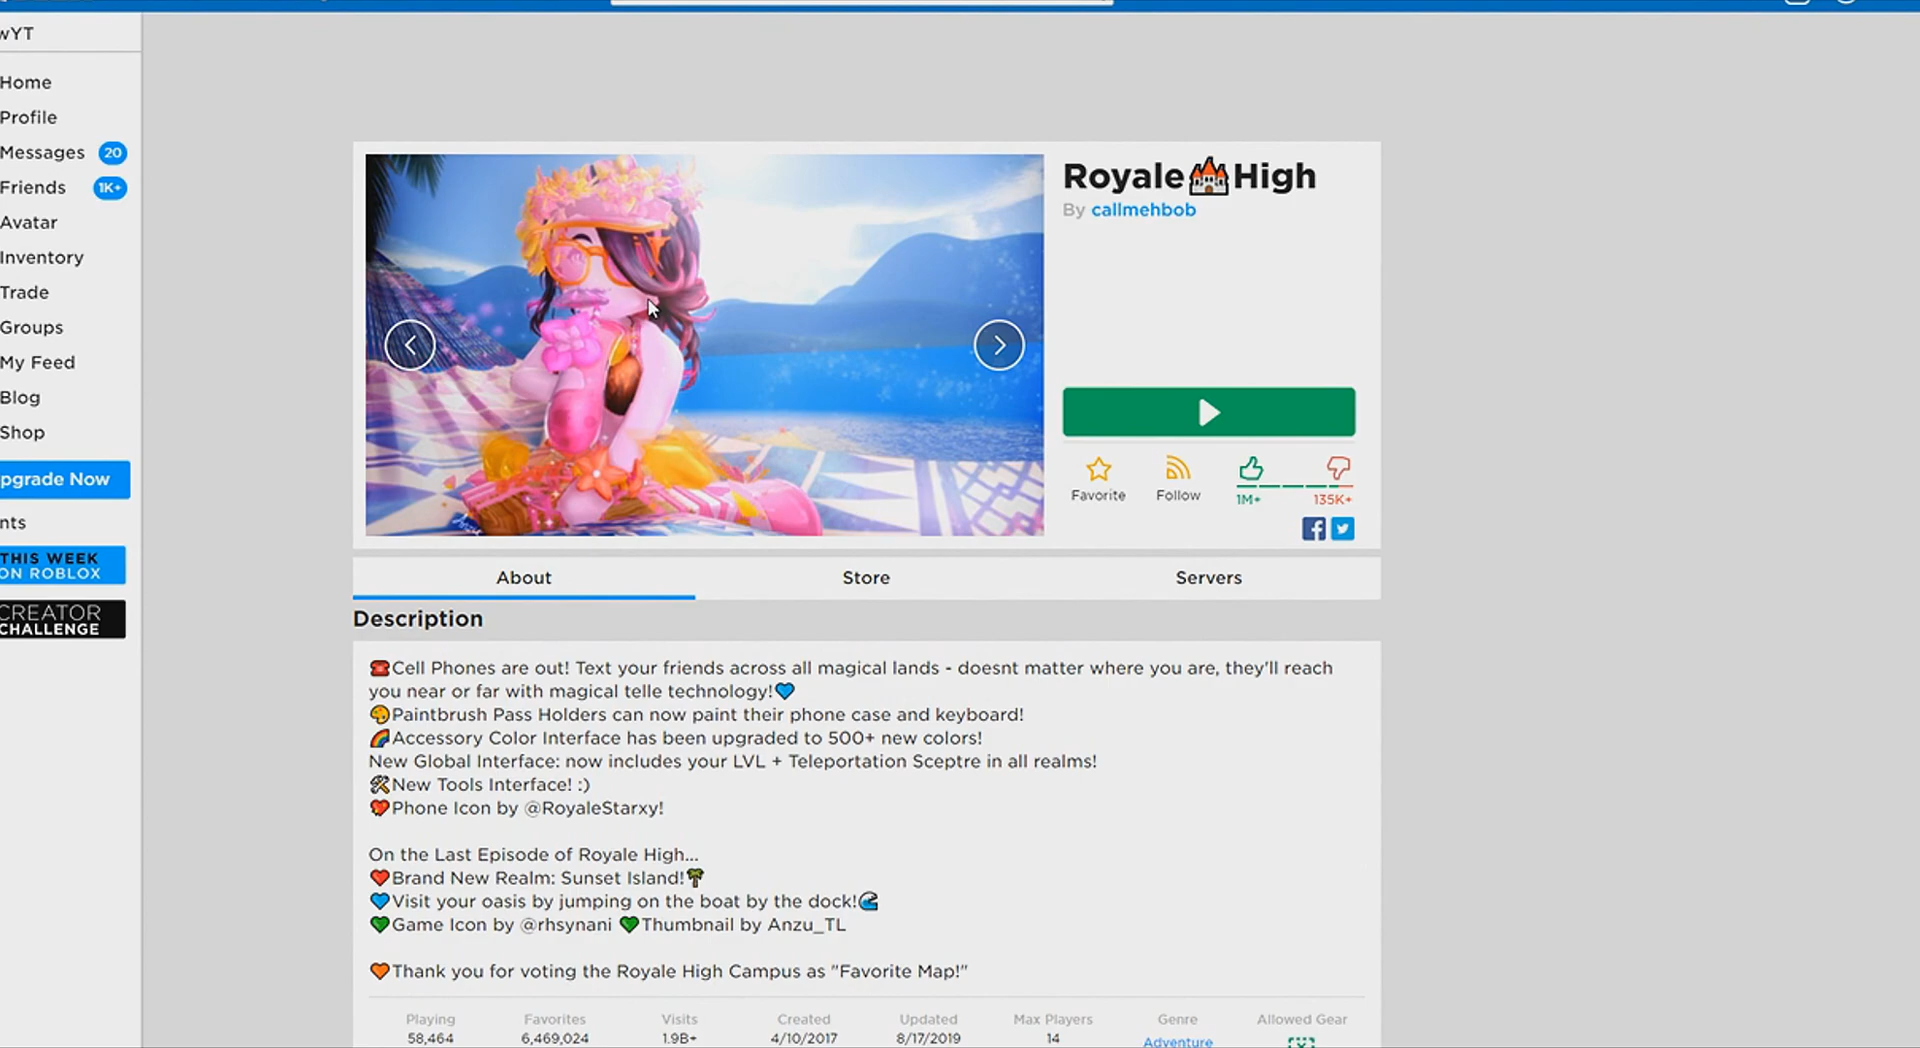 wYT
Home
Profile
Messages 20
Friends 1K+
Avatar
Inventory
Trade
Groups
My Feed
Blog
Shop
pgrade Now
nts
THIS WEEK
ON ROBLOX
CREATOR
CHALLENGE
Royale🏰High
By callmehbob
Favorite Follow 1M+ 135K+
About Store Servers
Description
☎️Cell Phones are out! Text your friends across all magical lands - doesnt matter where you are, they'll reach
you near or far with magical telle technology!💙
🎨Paintbrush Pass Holders can now paint their phone case and keyboard!
🌈Accessory Color Interface has been upgraded to 500+ new colors!
New Global Interface: now includes your LVL + Teleportation Sceptre in all realms!
🛠New Tools Interface! :)
💖Phone Icon by @RoyaleStarxy!
On the Last Episode of Royale High...
❤️Brand New Realm: Sunset Island!🌴
💙Visit your oasis by jumping on the boat by the dock!🌊
💚Game Icon by @rhsynani 💚Thumbnail by Anzu_TL
🧡Thank you for voting the Royale High Campus as "Favorite Map!"
Playing Favorites Visits Created Updated Max Players Genre Allowed Gear
58,464 6,469,024 1.9B+ 4/10/2017 8/17/2019 14 Adventure